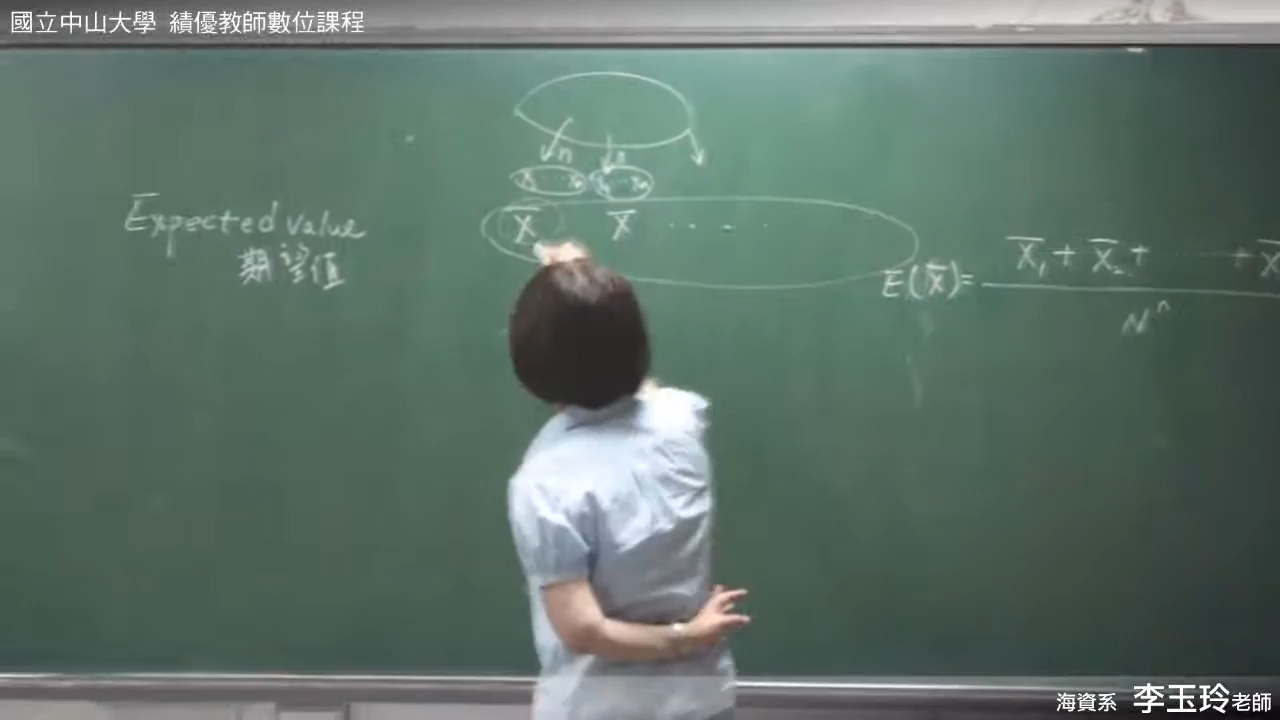 國立中山大學 績優教師數位課程
n
X̄ X̄ ....
Expected value
期望值
E(X̄)= X̄₁+ X̄₂+ +X̄
Nⁿ
海資系 李玉玲老師